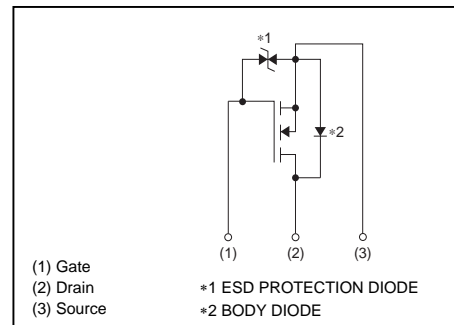 ∗1
∗2
(1) (2) (3)
(1) Gate
(2) Drain ∗1 ESD PROTECTION DIODE
(3) Source ∗2 BODY DIODE